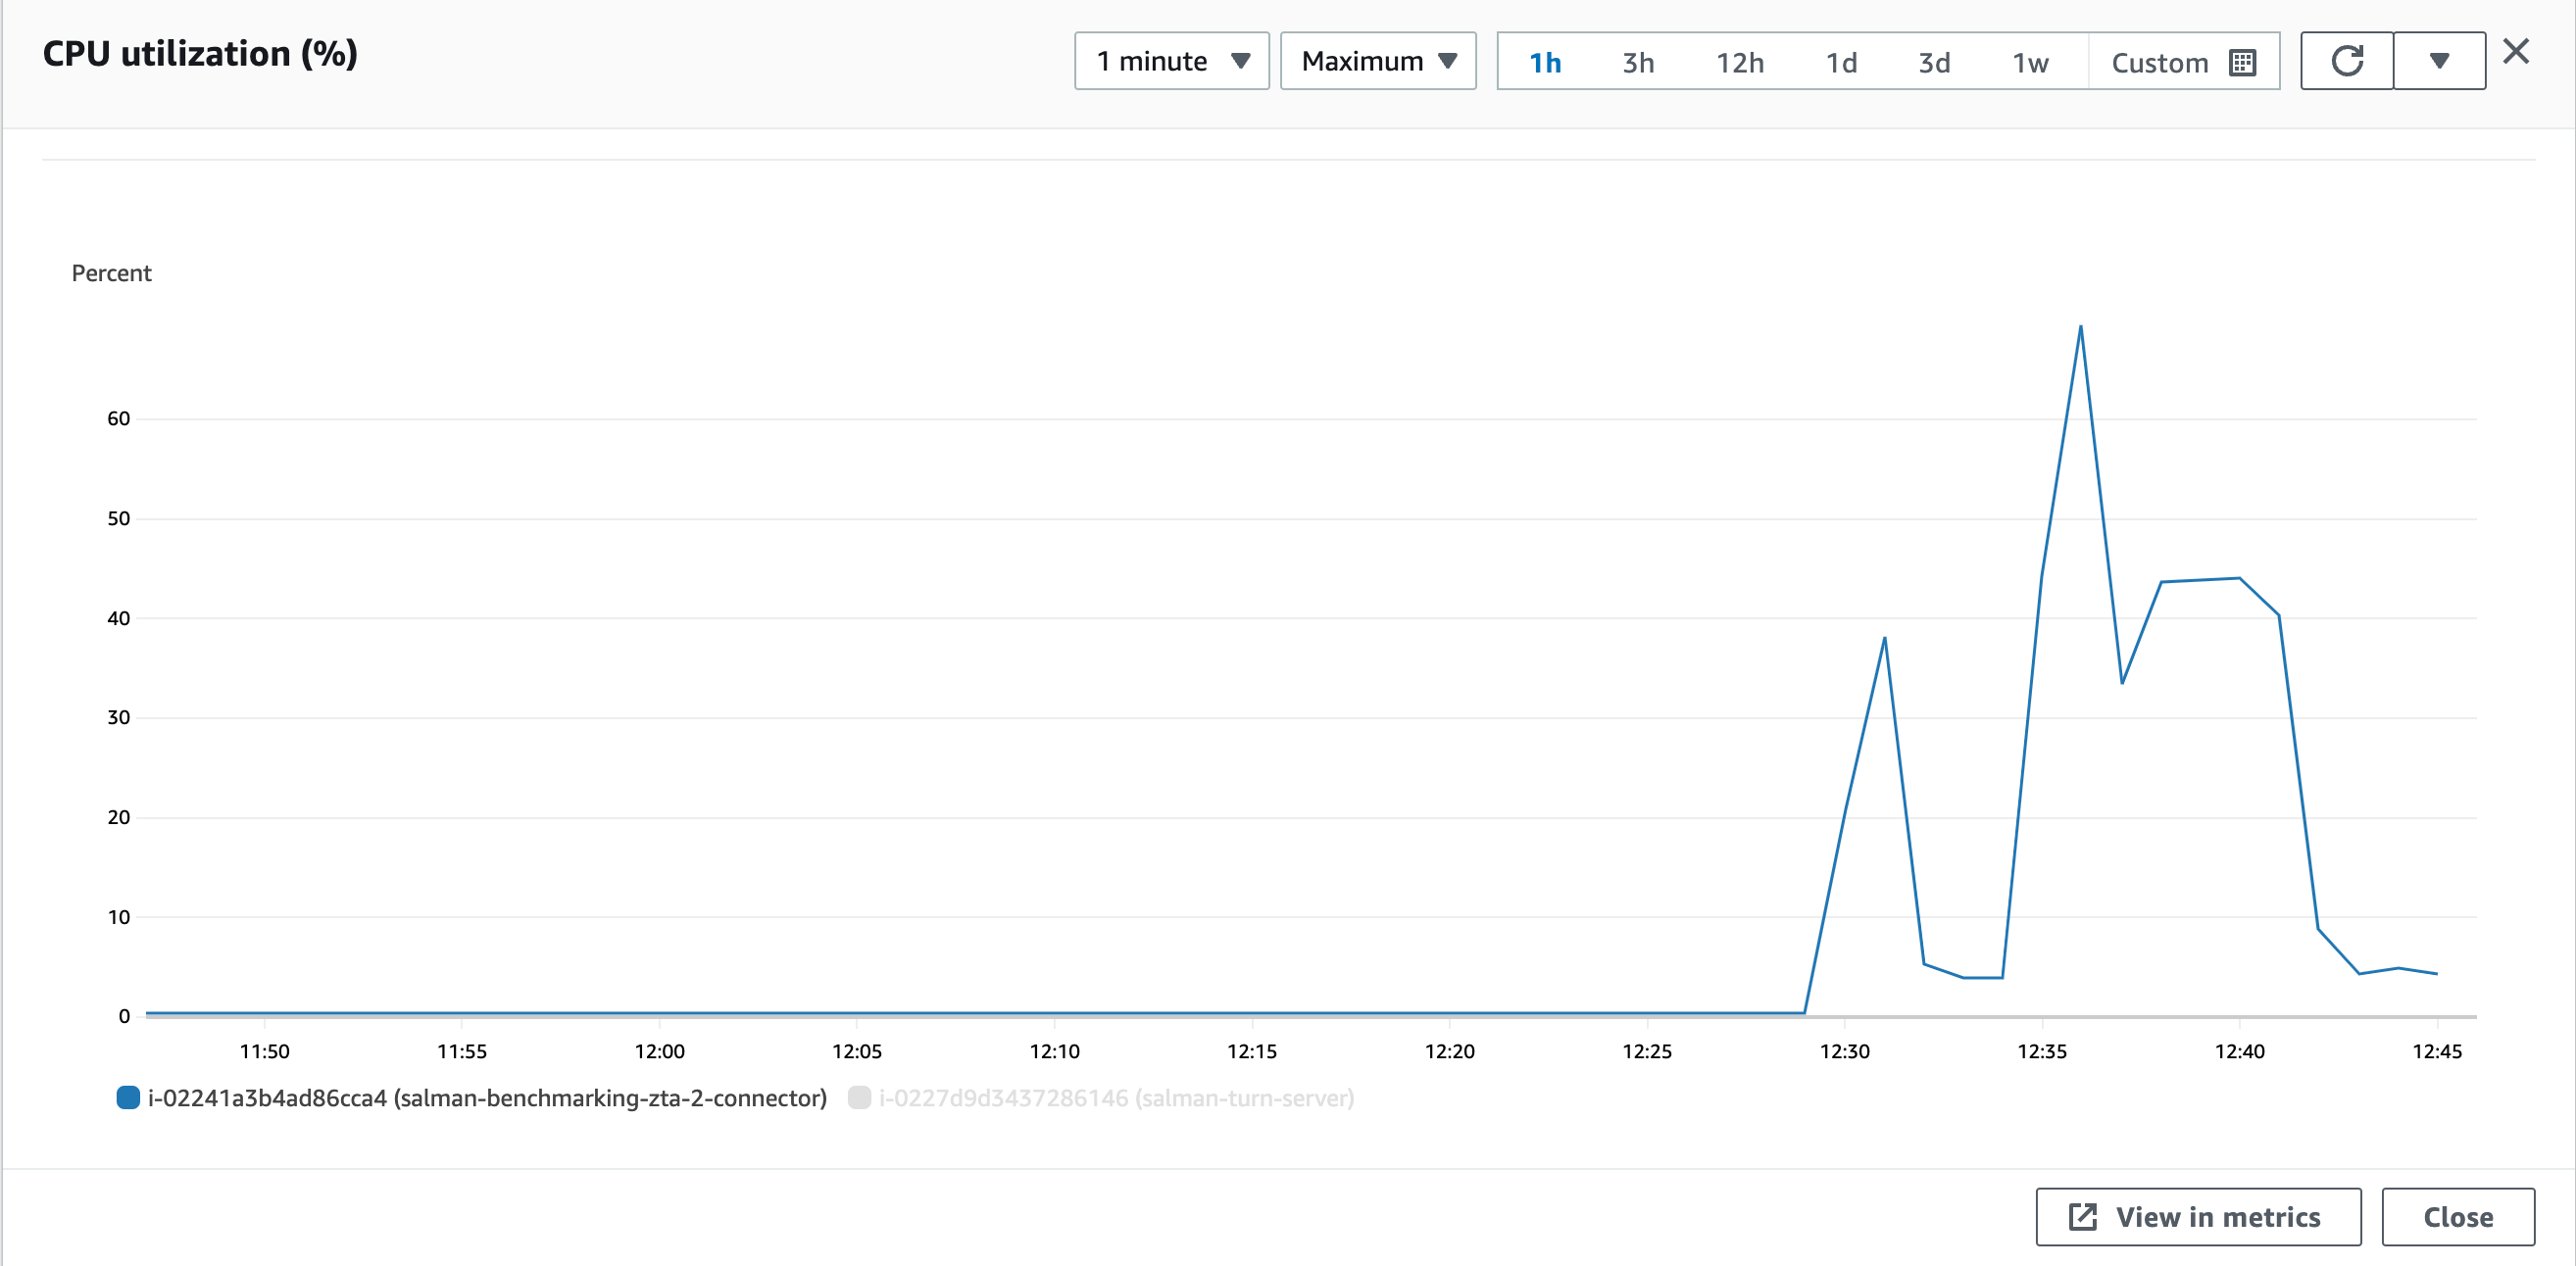 CPU utilization (%)
1 minute
Maximum
1h 3h 12h 1d 3d 1w Custom
Percent
60
50
40
30
20
10
0
11:50 11:55 12:00 12:05 12:10 12:15 12:20 12:25 12:30 12:35 12:40 12:45
i-02241a3b4ad86cca4 (salman-benchmarking-zta-2-connector) i-0227d9d3437286146 (salman-turn-server)
View in metrics
Close